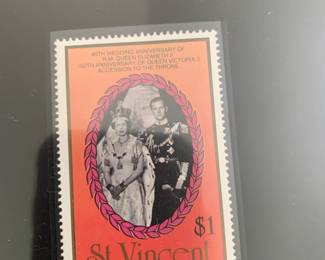 40TH WEDDING ANNIVERSARY OF
H.M. QUEEN ELIZABETH II
150TH ANNIVERSARY OF QUEEN VICTORIA'S
ACCESSION TO THE THRONE
$1
St Vincent